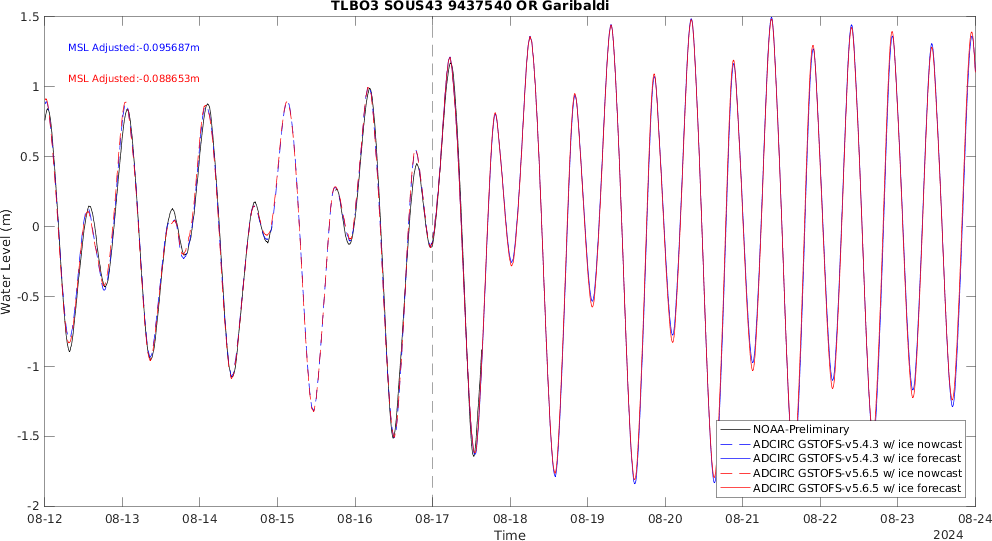 TLBO3 SOUS43 9437540 OR Garibaldi
MSL Adjusted:-0.095687m
MSL Adjusted:-0.088653m
Water Level (m)
1.5
1
0.5
0
-0.5
-1
-1.5
-2
NOAA-Preliminary
ADCIRC GSTOFS-v5.4.3 w/ ice nowcast
ADCIRC GSTOFS-v5.4.3 w/ ice forecast
ADCIRC GSTOFS-v5.6.5 w/ ice nowcast
ADCIRC GSTOFS-v5.6.5 w/ ice forecast
08-12 08-13 08-14 08-15 08-16 08-17 08-18 08-19 08-20 08-21 08-22 08-23 08-24
Time
2024